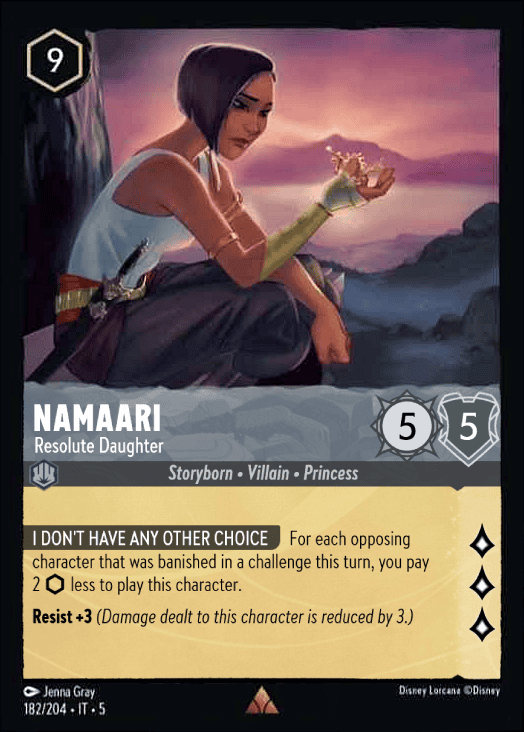 9
NAMAARI
Resolute Daughter
5
5
Storyborn • Villain • Princess
I DON'T HAVE ANY OTHER CHOICE For each opposing
character that was banished in a challenge this turn, you pay
2 less to play this character.
Resist +3 (Damage dealt to this character is reduced by 3.)
Jenna Gray
Disney Lorcana ©Disney
182/204 • IT • 5